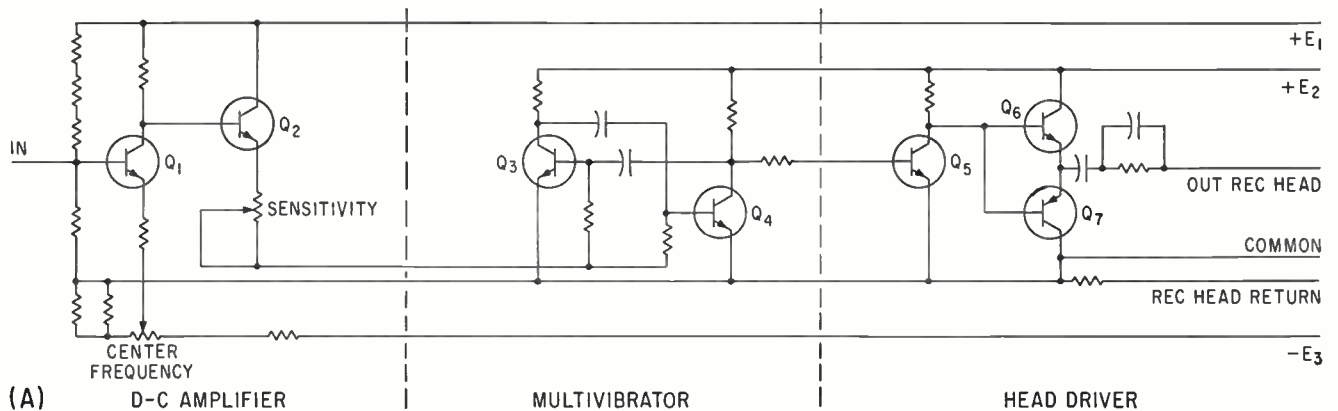 +E1
+E2
Q6
Q2
IN
Q1
Q3
Q5
OUT REC HEAD
SENSITIVITY
Q4
Q7
COMMON
REC HEAD RETURN
CENTER
FREQUENCY
−E3
(A)
D-C AMPLIFIER
MULTIVIBRATOR
HEAD DRIVER